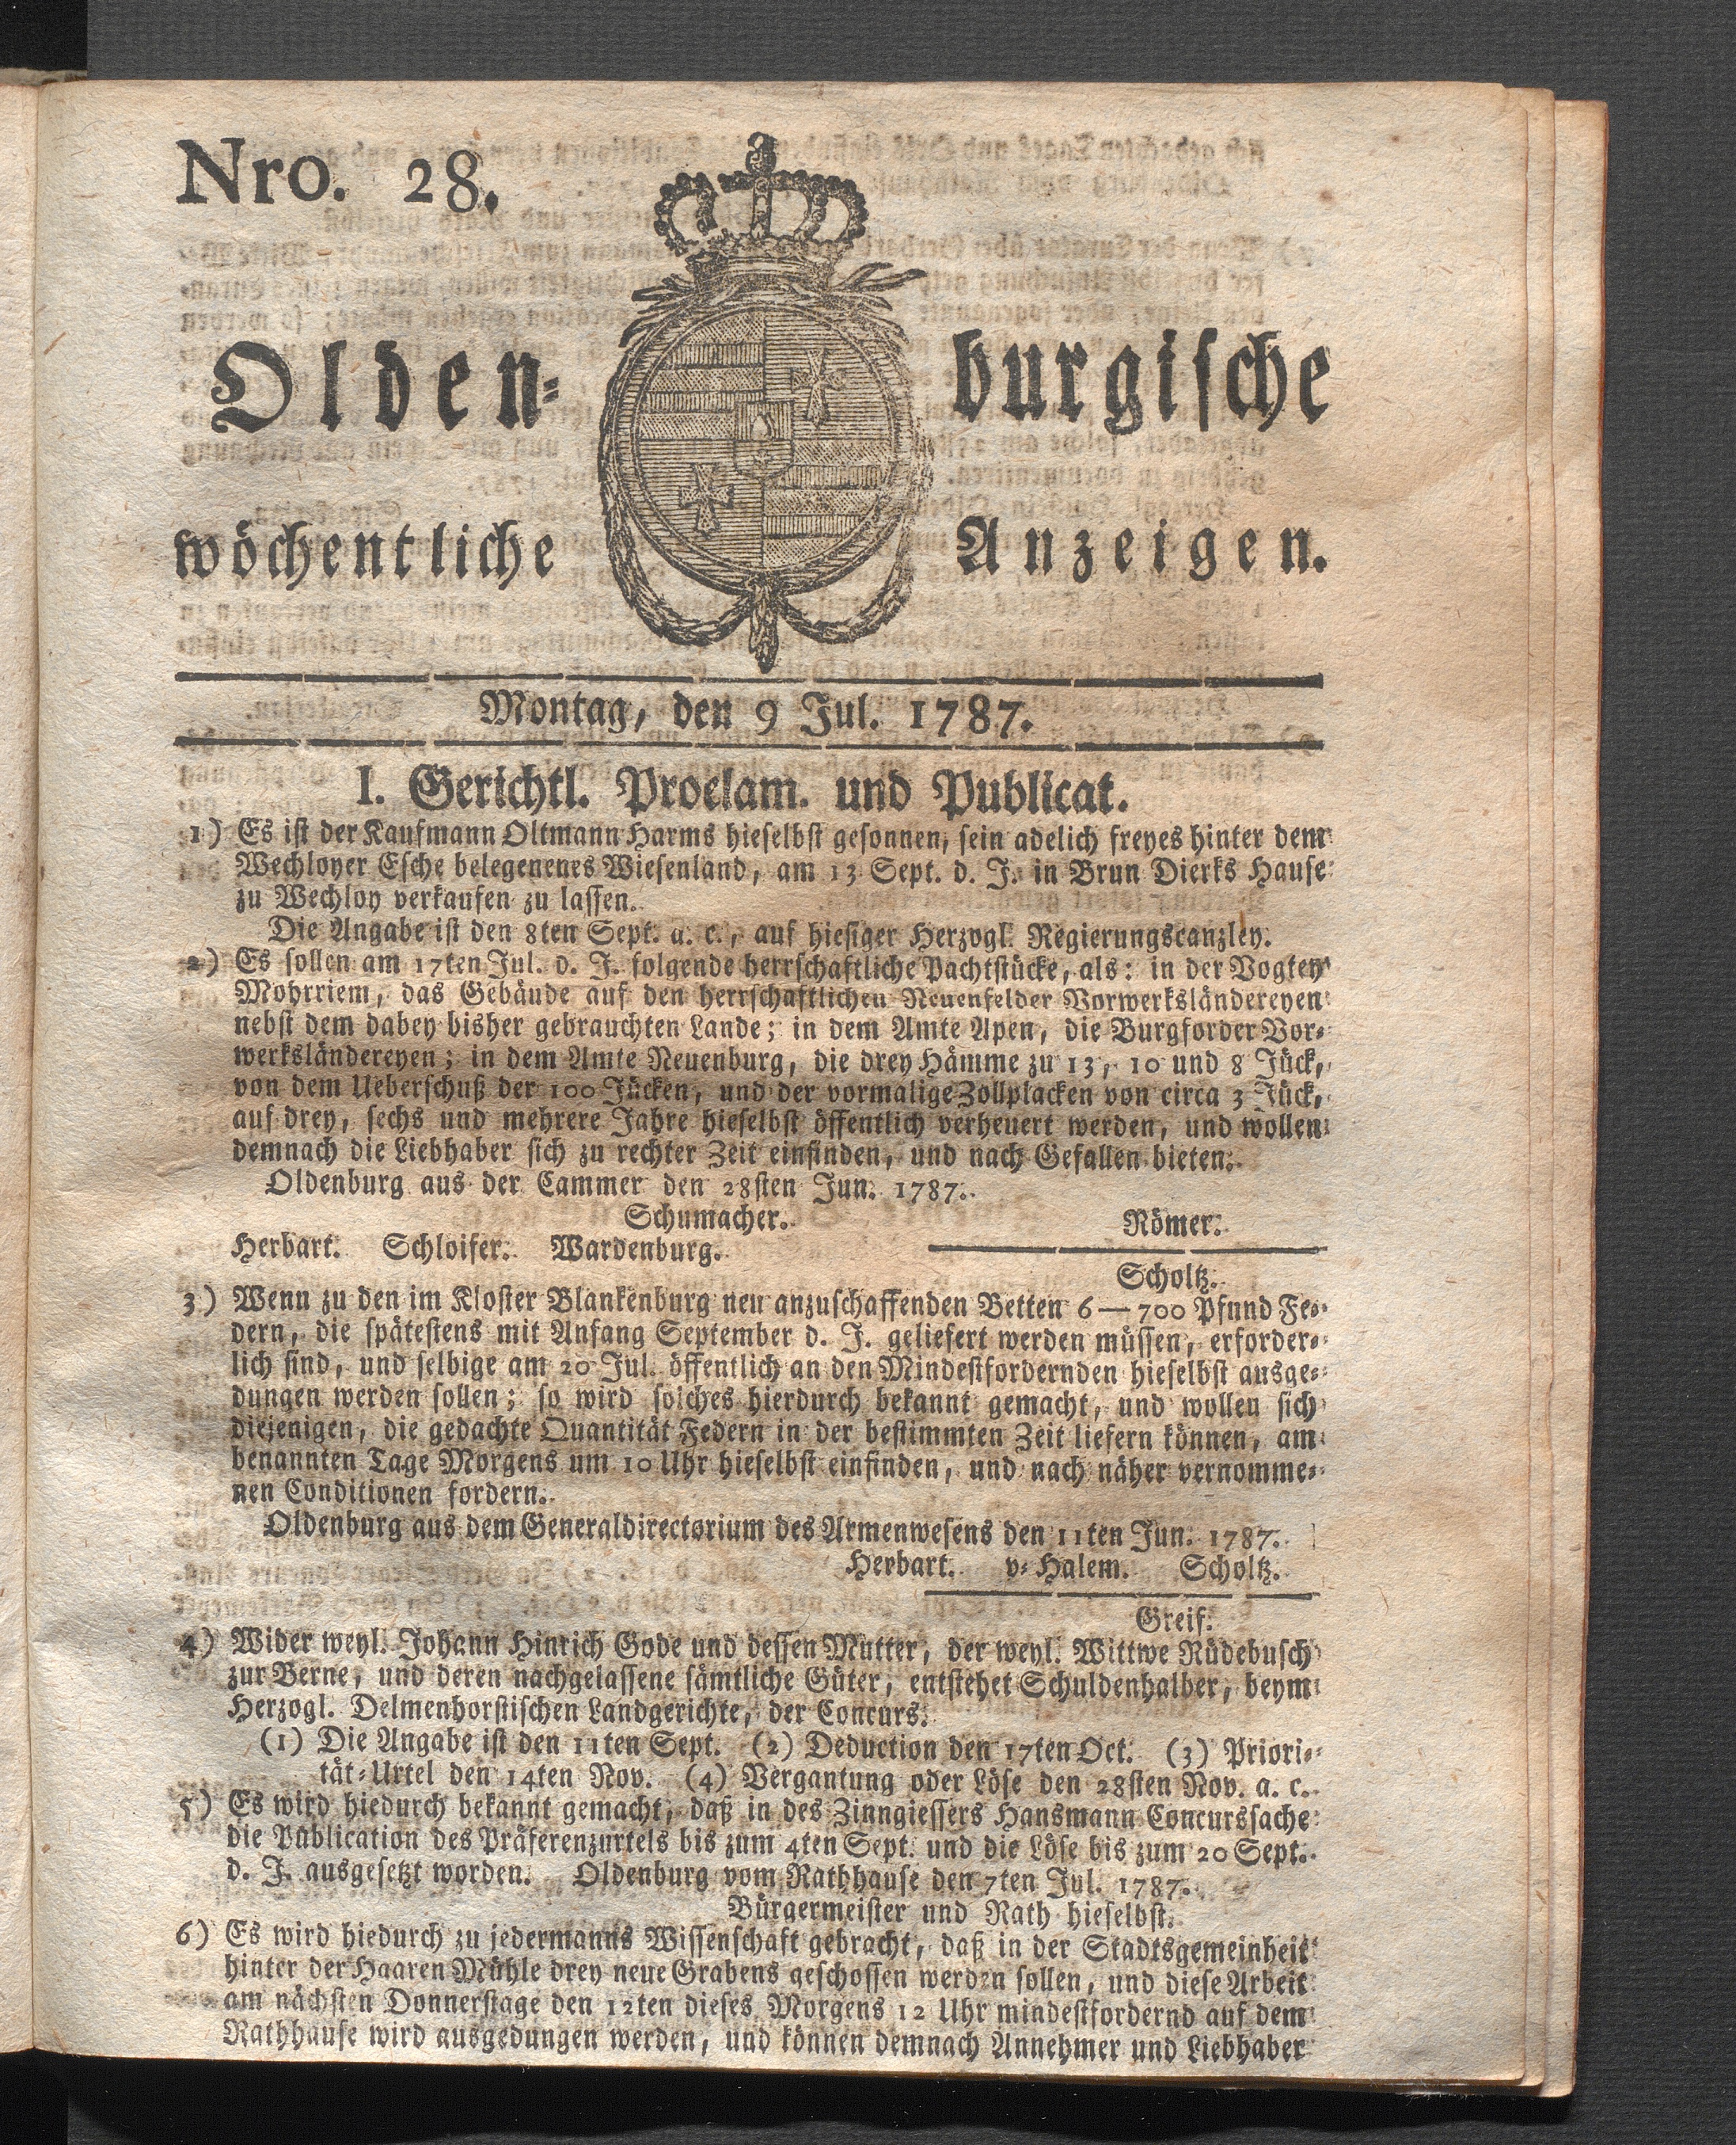 Nro. 28.
Olden-burgische
wöchentliche Anzeigen.
Montag, den 9 Jul. 1787.
I. Gerichtl. Proclam. und Publicat.
1) Es ist der Kaufmann Oltmann Harms hieselbst gesonnen, sein adelich freyes hinter dem
Wechloyer Esche belegenenes Wiesenland, am 13 Sept. d. J. in Brun Dierks Hause
zu Wechloy verkaufen zu lassen.
Die Angabe ist den 8ten Sept. a. c., auf hiesiger Herzogl. Regierungscanzley.
2) Es sollen am 17ten Jul. d. J. folgende herrschaftliche Pachtstücke, als: in der Vogtey
Mohrriem, das Gebäude auf den herrschaftlichen Neuenfelder Vorwerksländereyen
nebst dem dabey bisher gebrauchten Lande; in dem Amte Apen, die Burgforder Vor-
werksländereyen; in dem Amte Neuenburg, die drey Hämme zu 13, 10 und 8 Jück,
von dem Ueberschuß der 100 Jücken, und der vormalige Zollplacken von circa 3 Jück,
auf drey, sechs und mehrere Jahre hieselbst öffentlich verheuert werden, und wollen
demnach die Liebhaber sich zu rechter Zeit einfinden, und nach Gefallen bieten.
Oldenburg aus der Cammer den 28sten Jun. 1787.
Schumacher. Römer.
Herbart. Schloifer. Wardenburg.
Scholtz.
3) Wenn zu den im Kloster Blankenburg neu anzuschaffenden Betten 6—700 Pfund Fe-
dern, die spätestens mit Anfang September d. J. geliefert werden müssen, erforder-
lich sind, und selbige am 20 Jul. öffentlich an den Mindestfordernden hieselbst ausge-
dungen werden sollen; so wird solches hierdurch bekannt gemacht, und wollen sich
diejenigen, die gedachte Quantität Federn in der bestimmten Zeit liefern können, am
benannten Tage Morgens um 10 Uhr hieselbst einfinden, und nach näher vernomme-
nen Conditionen fordern.
Oldenburg aus dem Generaldirectorium des Armenwesens den 11ten Jun. 1787.
Herbart. v. Halem. Scholtz.
Greif.
4) Wider weyl. Johann Hinrich Gode und dessen Mutter, der weyl. Wittwe Rüdebusch
zur Berne, und deren nachgelassene sämtliche Güter, entstehet Schuldenhalber, beym
Herzogl. Delmenhorstischen Landgerichte, der Concurs.
(1) Die Angabe ist den 11ten Sept. (2) Deduction den 17ten Oct. (3) Priori-
tät-Urtel den 14ten Nov. (4) Vergantung oder Löse den 28sten Nov. a. c.
5) Es wird hiedurch bekannt gemacht, daß in des Zinngiessers Hansmann Concurssache
die Publication des Präferenzurtels bis zum 4ten Sept. und die Löse bis zum 20 Sept.
d. J. ausgesetzt worden. Oldenburg vom Rathhause den 7ten Jul. 1787.
Bürgermeister und Rath hieselbst.
6) Es wird hiedurch zu jedermanns Wissenschaft gebracht, daß in der Stadtsgemeinheit
hinter der Haaren Mühle drey neue Grabens geschossen werden sollen, und diese Arbeit
am nächsten Donnerstage den 12ten dieses Morgens 12 Uhr mindestfordernd auf dem
Rathhause wird ausgedungen werden, und können demnach Annehmer und Liebhaber